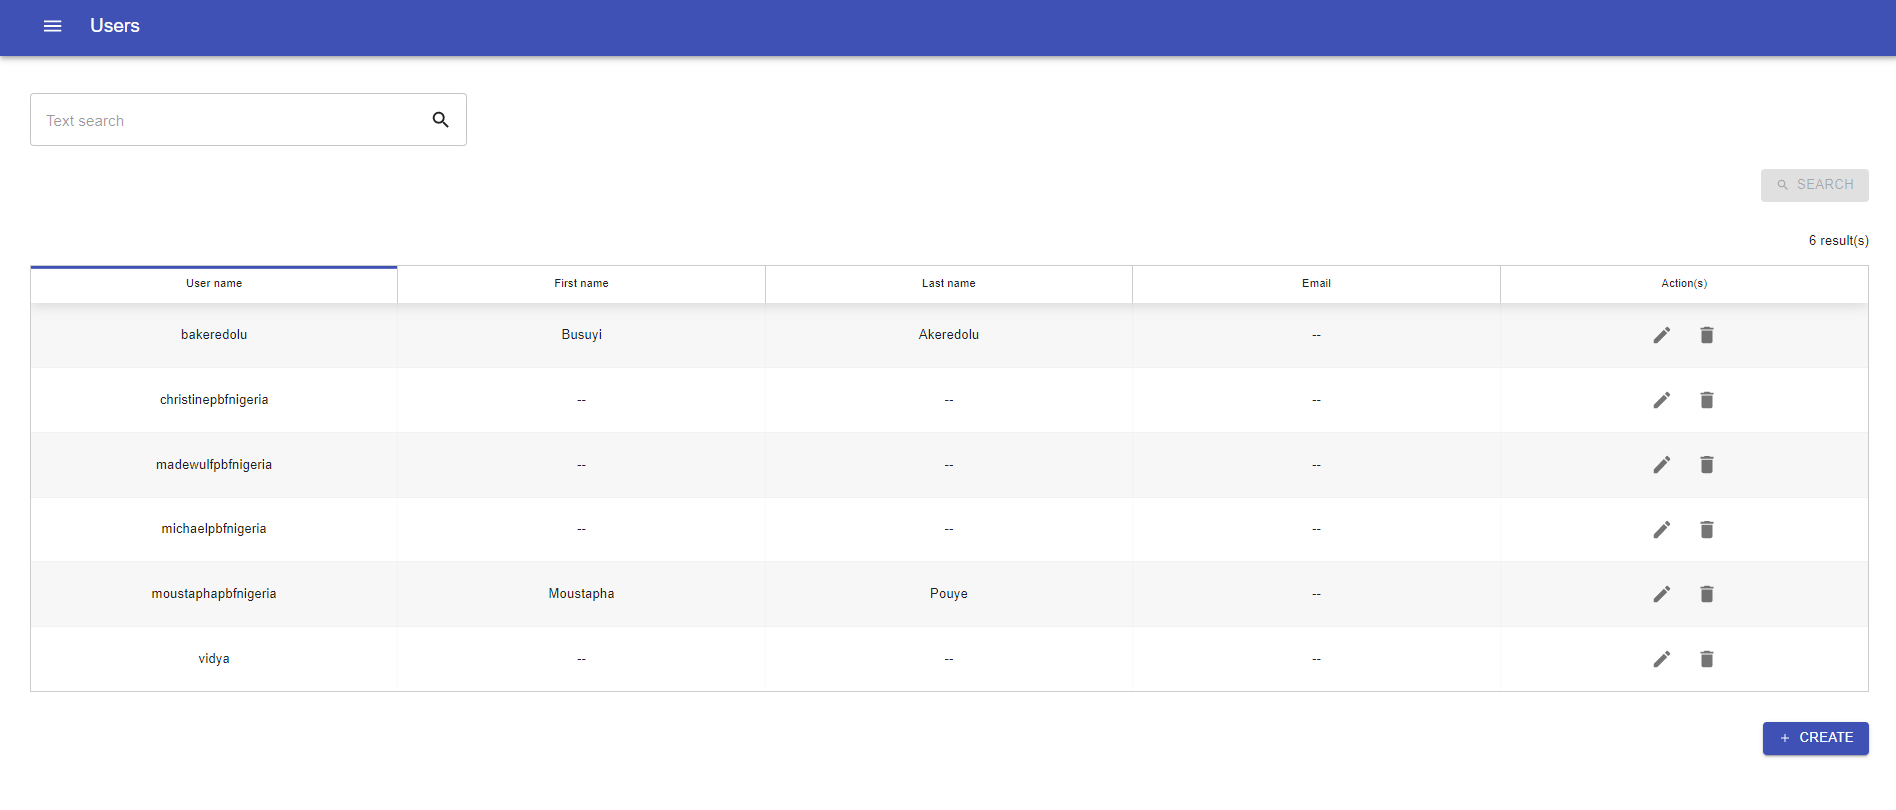 Users
Text search
SEARCH
6 result(s)
User name First name Last name Email Action(s)
bakeredolu Busuyi Akeredolu --
christinepbfnigeria -- -- --
madewulfpbfnigeria -- -- --
michaelpbfnigeria -- -- --
moustaphapbfnigeria Moustapha Pouye --
vidya -- -- --
+ CREATE